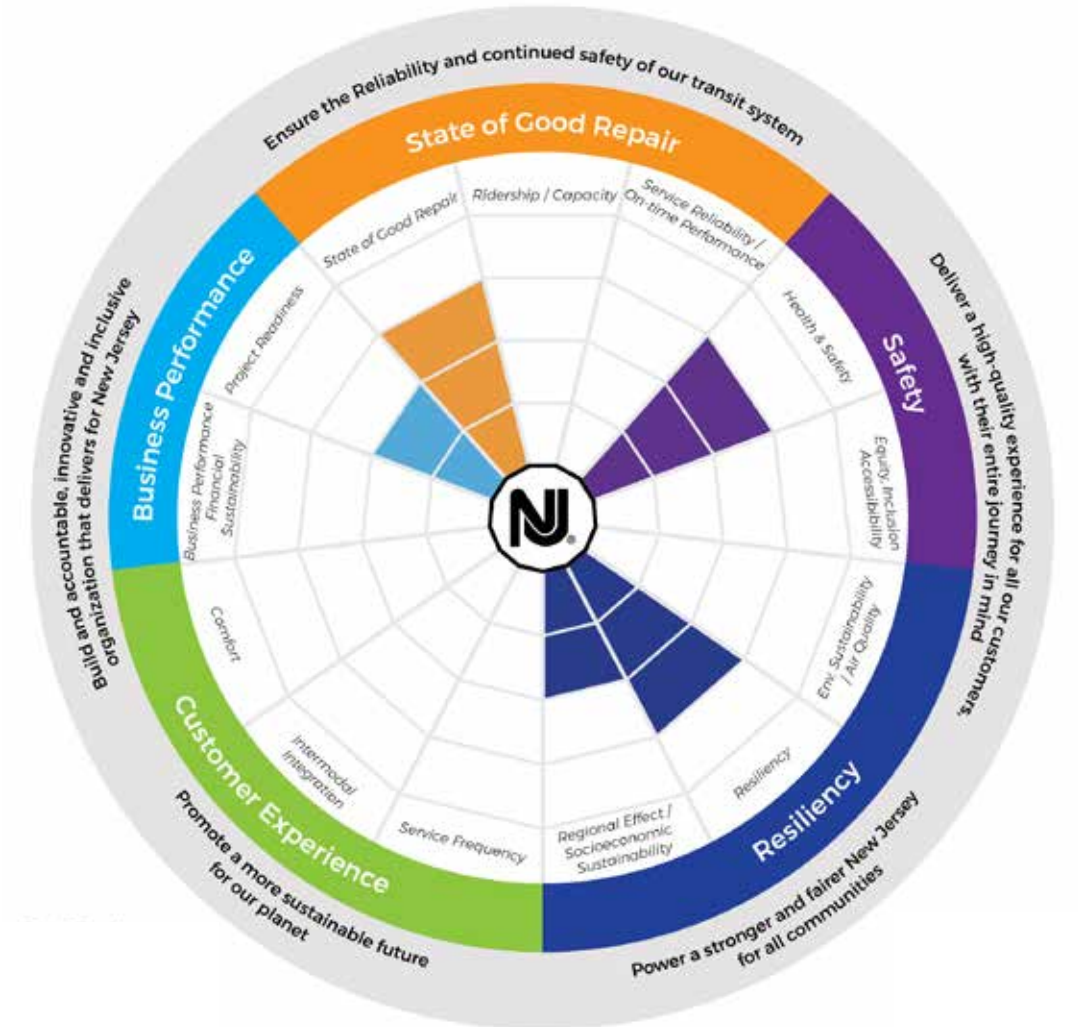 Ensure the Reliability and continued safety of our transit system
State of Good Repair
State of Good Repair
Ridership / Capacity
Service Reliability /
On-time Performance
Safety
Health & Safety
Equity, Inclusion
Accessibibility
Deliver a high-quality experience for all our customers,
with their entire journey in mind
Resiliency
Env. Sustainability
/ Air Quality
Resiliency
Regional Effect /
Socioeconomic
Sustainability
Power a stronger and fairer New Jersey
for all communities
Customer Experience
Service Frequency
Intermodal
Integration
Comfort
Promote a more sustainable future
for our planet
Business Performance
Business Performance
Financial
Sustainability
Project Readiness
Build and accountable, innovative and inclusive
organization that delivers for New Jersey
NJ®